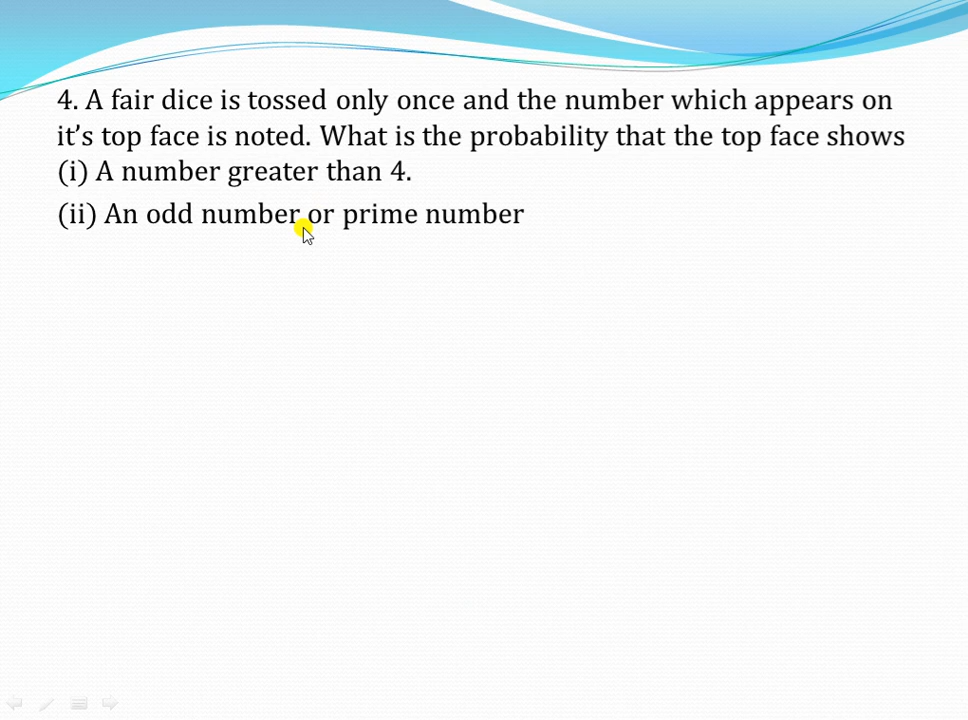 4. A fair dice is tossed only once and the number which appears on
it’s top face is noted. What is the probability that the top face shows
(i) A number greater than 4.
(ii) An odd number or prime number